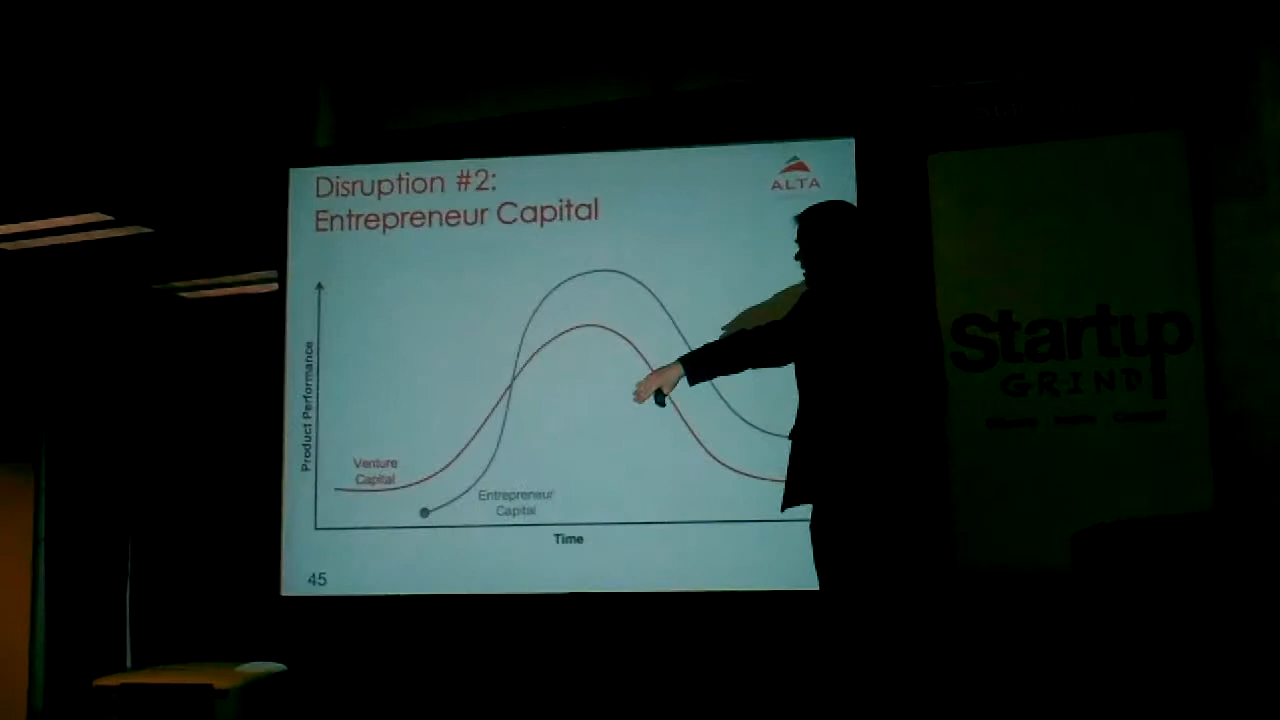 Disruption #2:
Entrepreneur Capital
ALTA
Product Performance
Venture
Capital
Entrepreneur
Capital
Time
45
Startup
GRIND